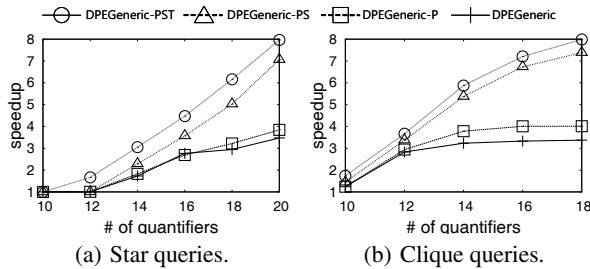 DPEGeneric-PST DPEGeneric-PS DPEGeneric-P DPEGeneric
8
7
6
5
4
3
2
1
speedup
10 12 14 16 18 20
# of quantifiers
(a) Star queries.
8
7
6
5
4
3
2
1
speedup
10 12 14 16 18
# of quantifiers
(b) Clique queries.